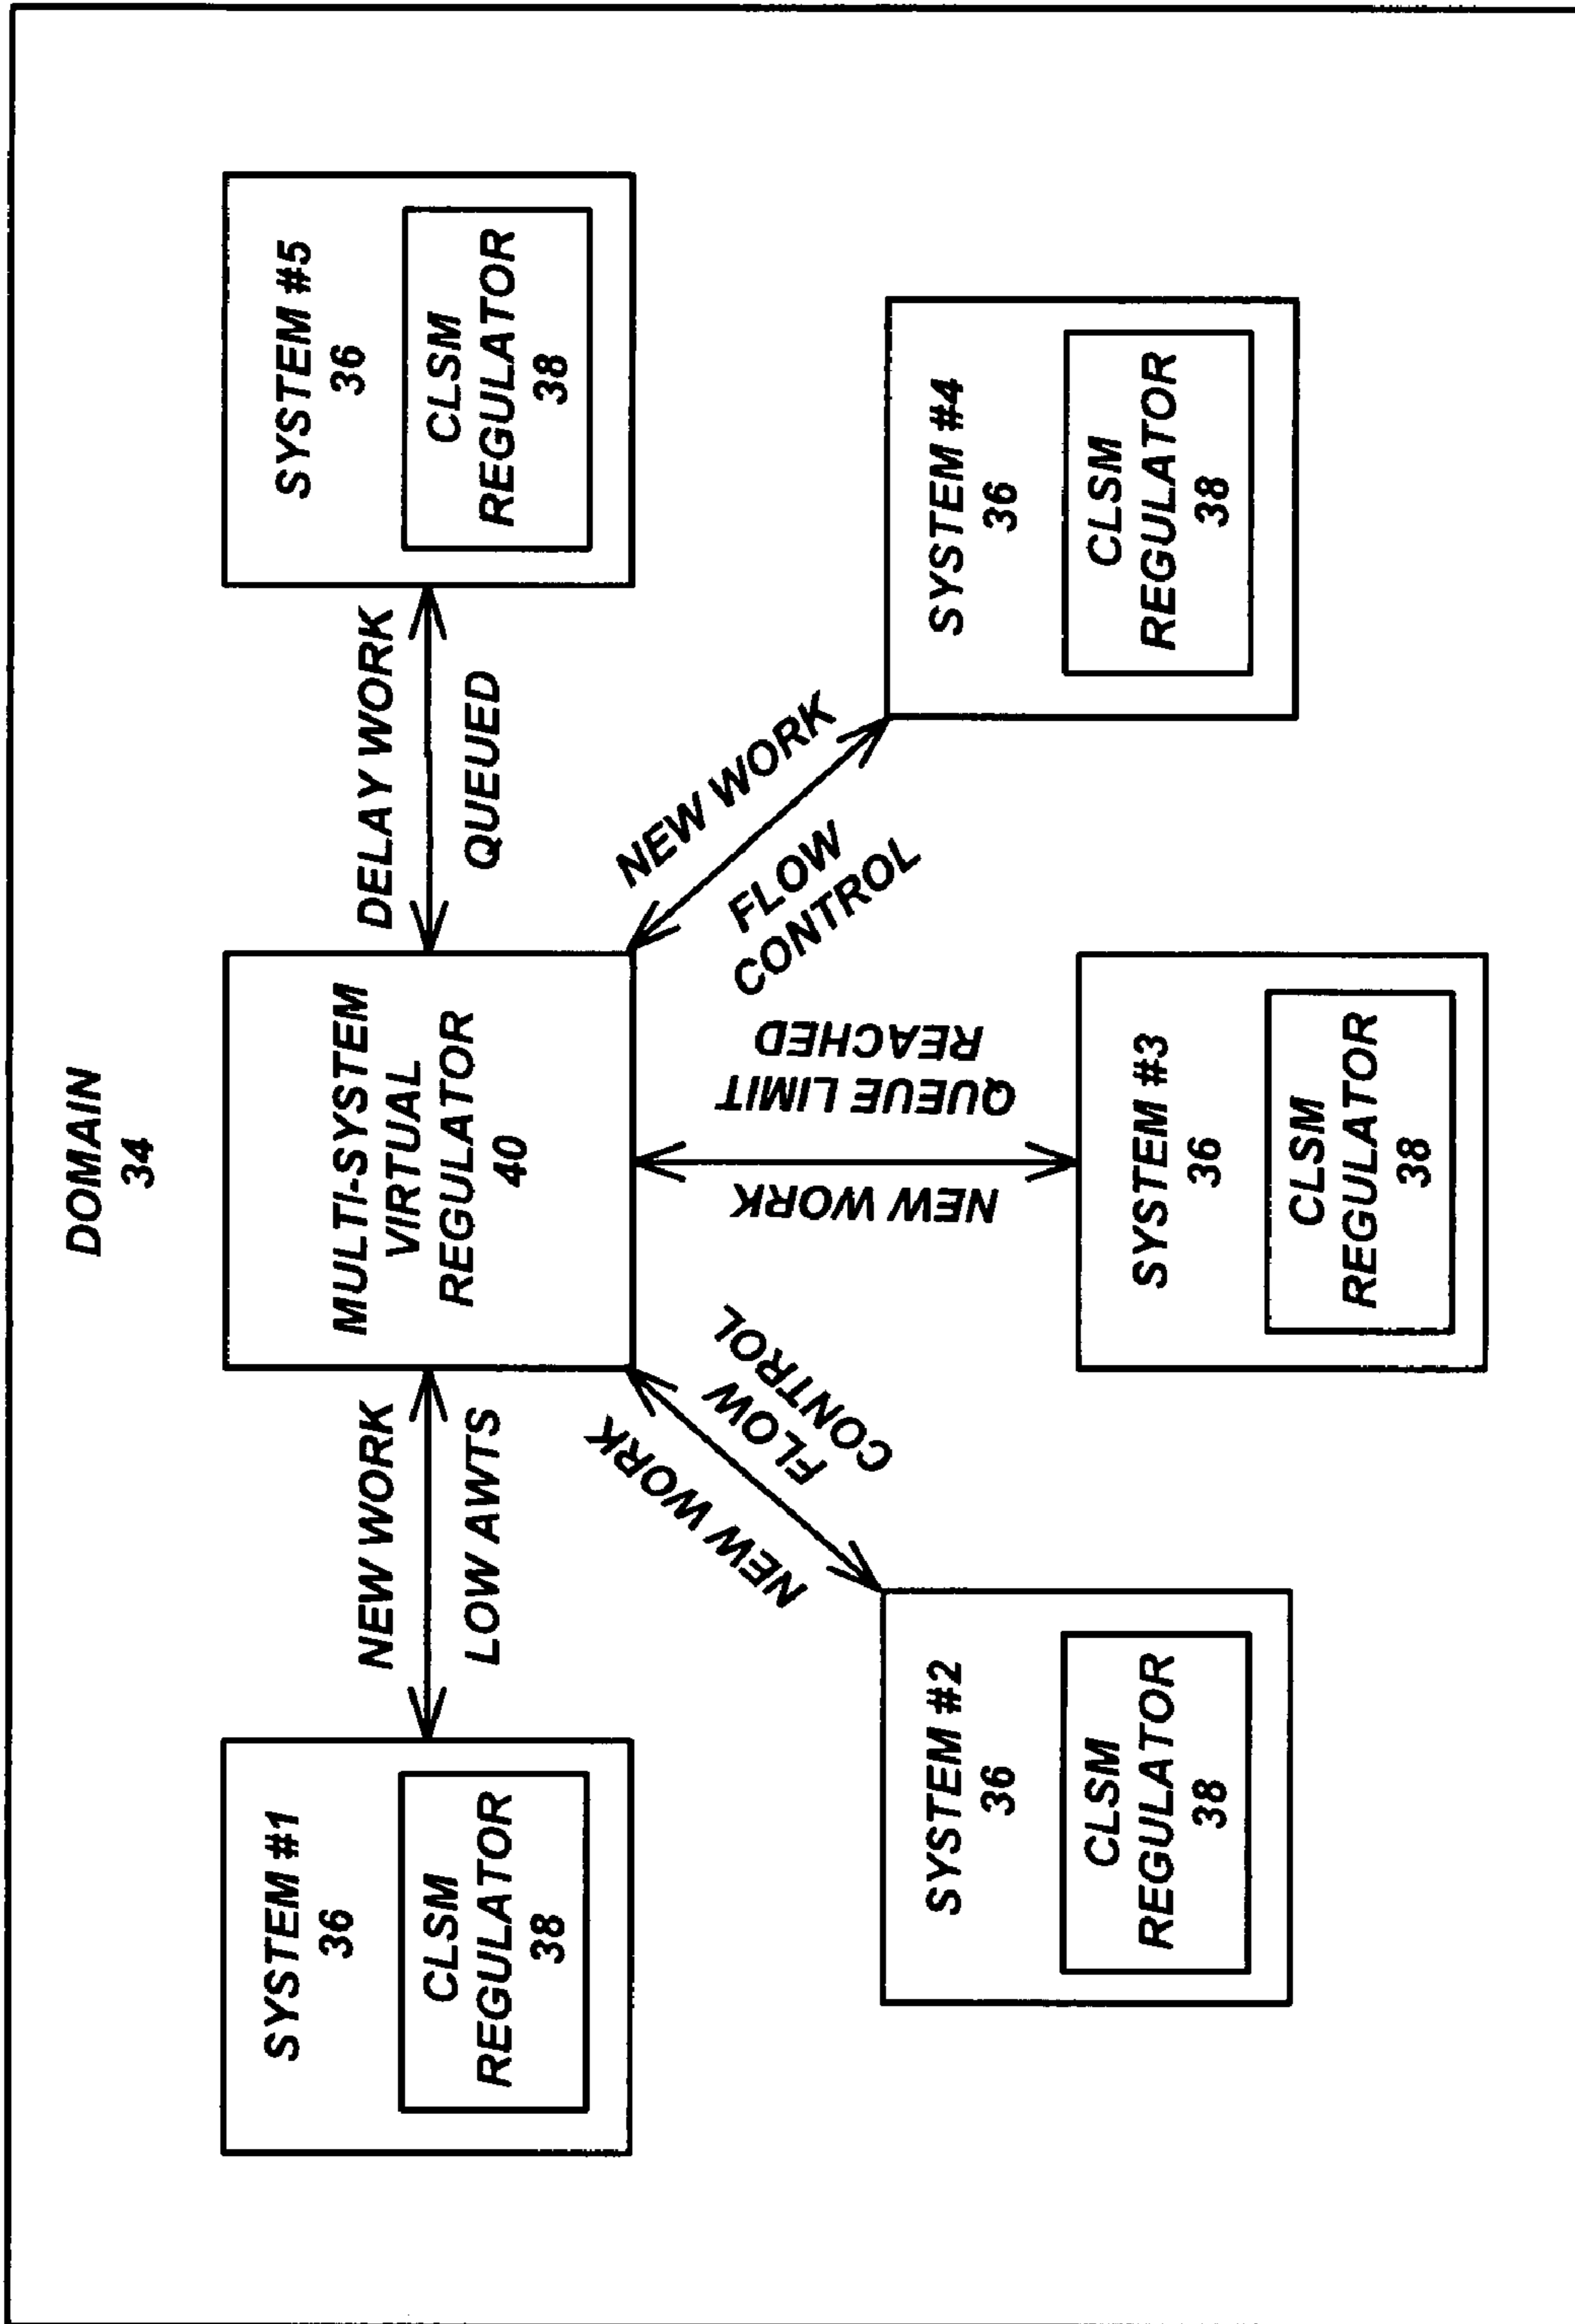 DOMAIN
34
SYSTEM #1
36
CLSM
REGULATOR
38
NEW WORK
LOW AWTS
MULTI-SYSTEM
VIRTUAL
REGULATOR
40
DELAY WORK
QUEUED
SYSTEM #5
36
CLSM
REGULATOR
38
NEW WORK
FLOW
CONTROL
NEW WORK
QUEUE LIMIT
REACHED
NEW WORK
FLOW
CONTROL
SYSTEM #2
36
CLSM
REGULATOR
38
SYSTEM #3
36
CLSM
REGULATOR
38
SYSTEM #4
36
CLSM
REGULATOR
38